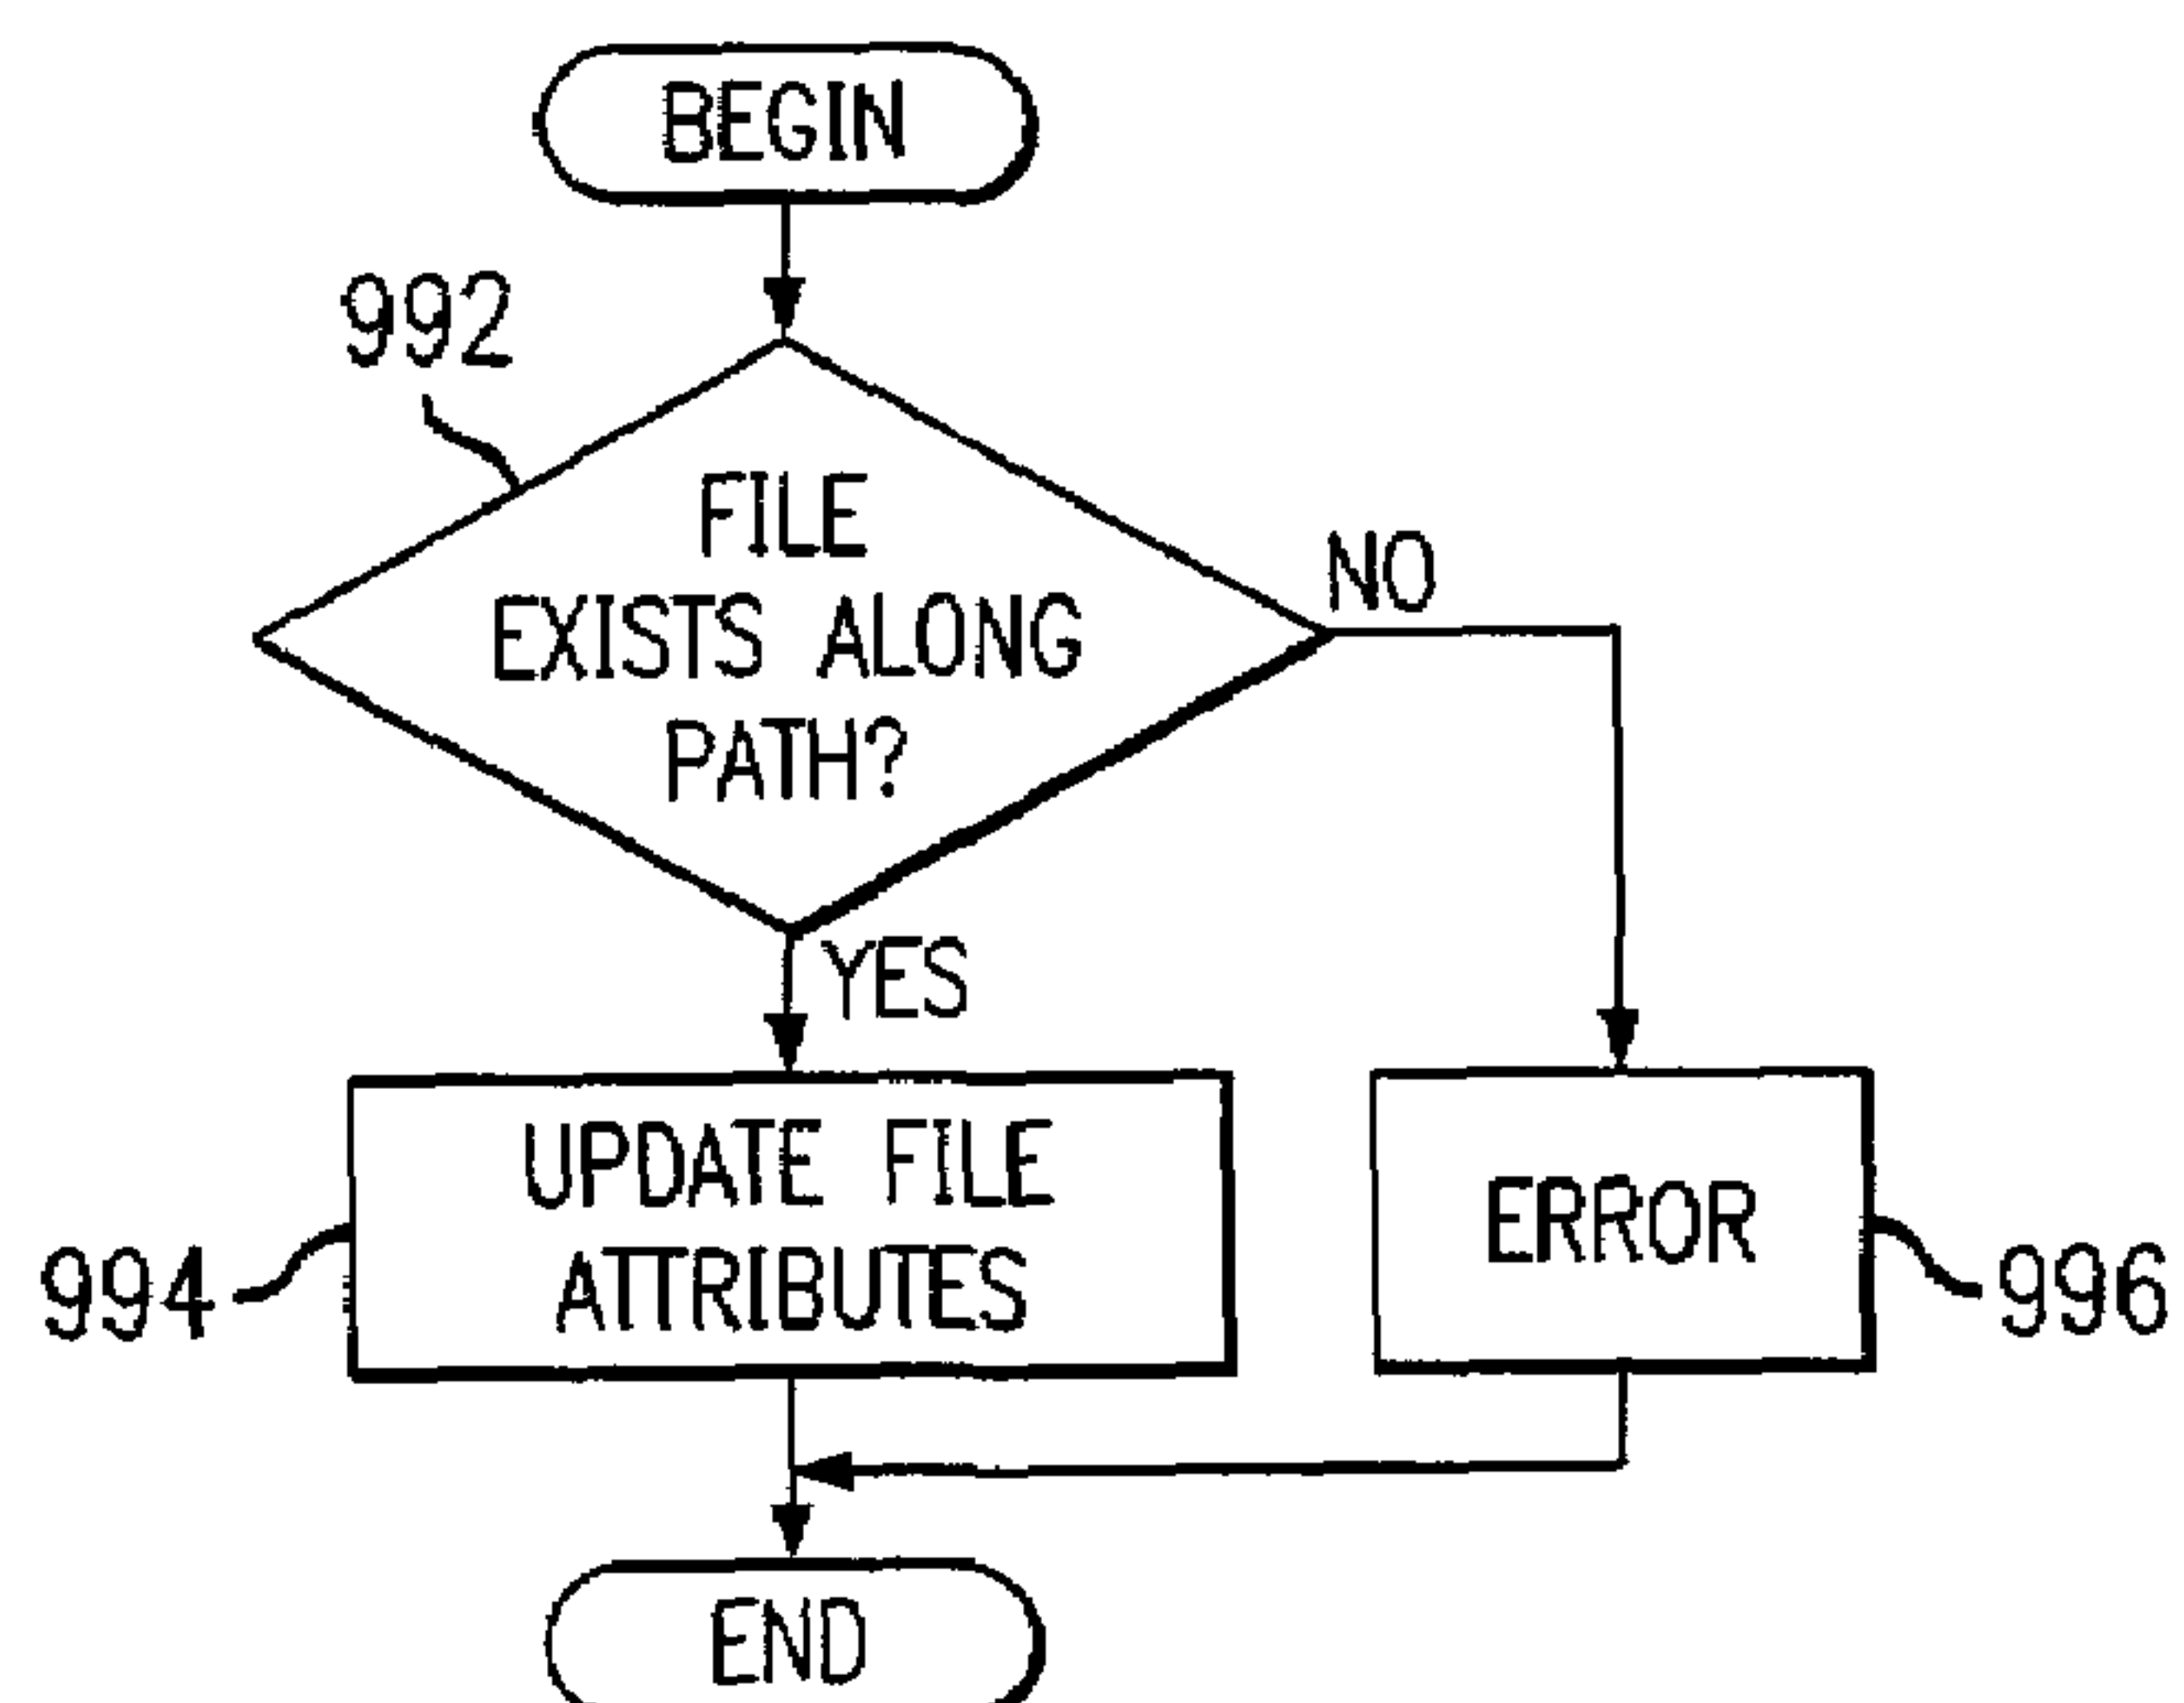 BEGIN
992
FILE
EXISTS ALONG
PATH?
NO
YES
UPDATE FILE
ATTRIBUTES
994
ERROR
996
END